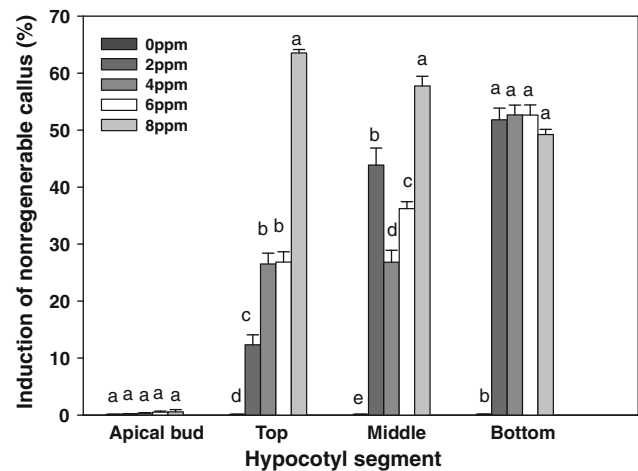 Induction of nonregenerable callus (%)
70
60
50
40
30
20
10
0
0ppm
2ppm
4ppm
6ppm
8ppm
a a a a a
d c b b a
e b d c a
b a a a a
Apical bud Top Middle Bottom
Hypocotyl segment